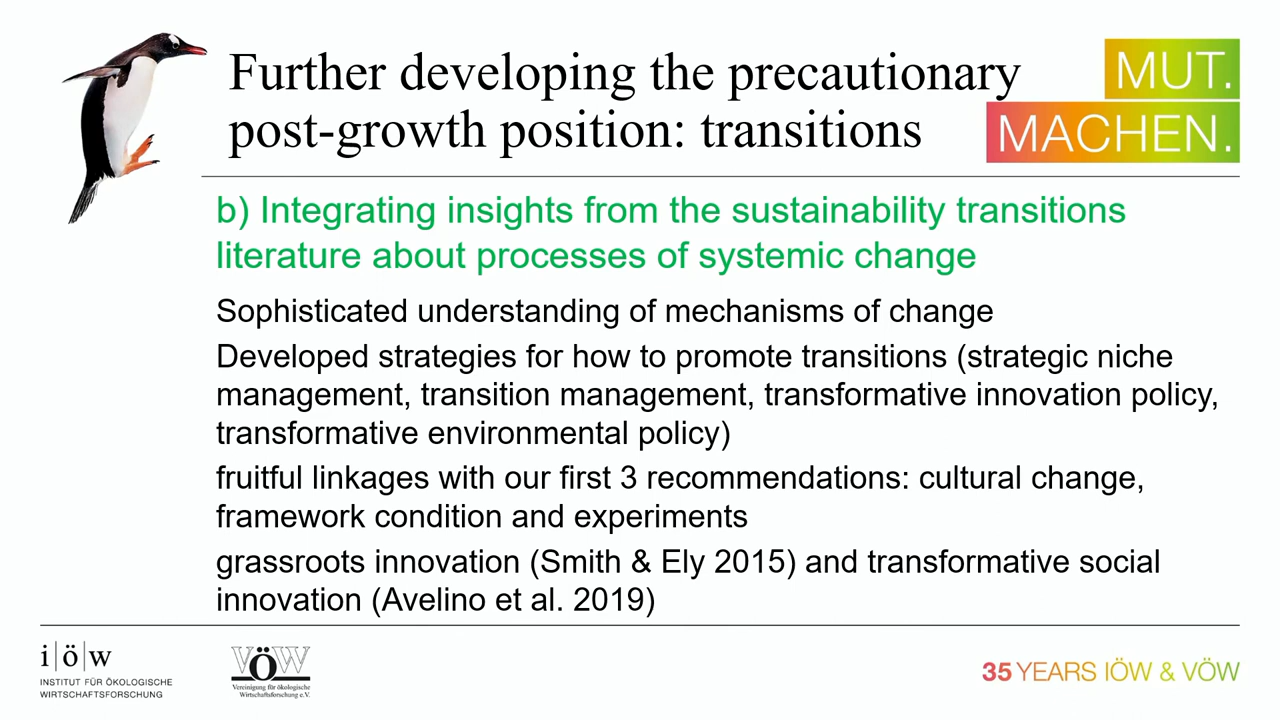 Further developing the precautionary
post-growth position: transitions
MUT.
MACHEN.
b) Integrating insights from the sustainability transitions
literature about processes of systemic change
Sophisticated understanding of mechanisms of change
Developed strategies for how to promote transitions (strategic niche
management, transition management, transformative innovation policy,
transformative environmental policy)
fruitful linkages with our first 3 recommendations: cultural change,
framework condition and experiments
grassroots innovation (Smith & Ely 2015) and transformative social
innovation (Avelino et al. 2019)
i|ö|w
INSTITUT FÜR ÖKOLOGISCHE
WIRTSCHAFTSFORSCHUNG
VÖW
Vereinigung für ökologische
Wirtschaftsforschung e.V.
35 YEARS IÖW & VÖW